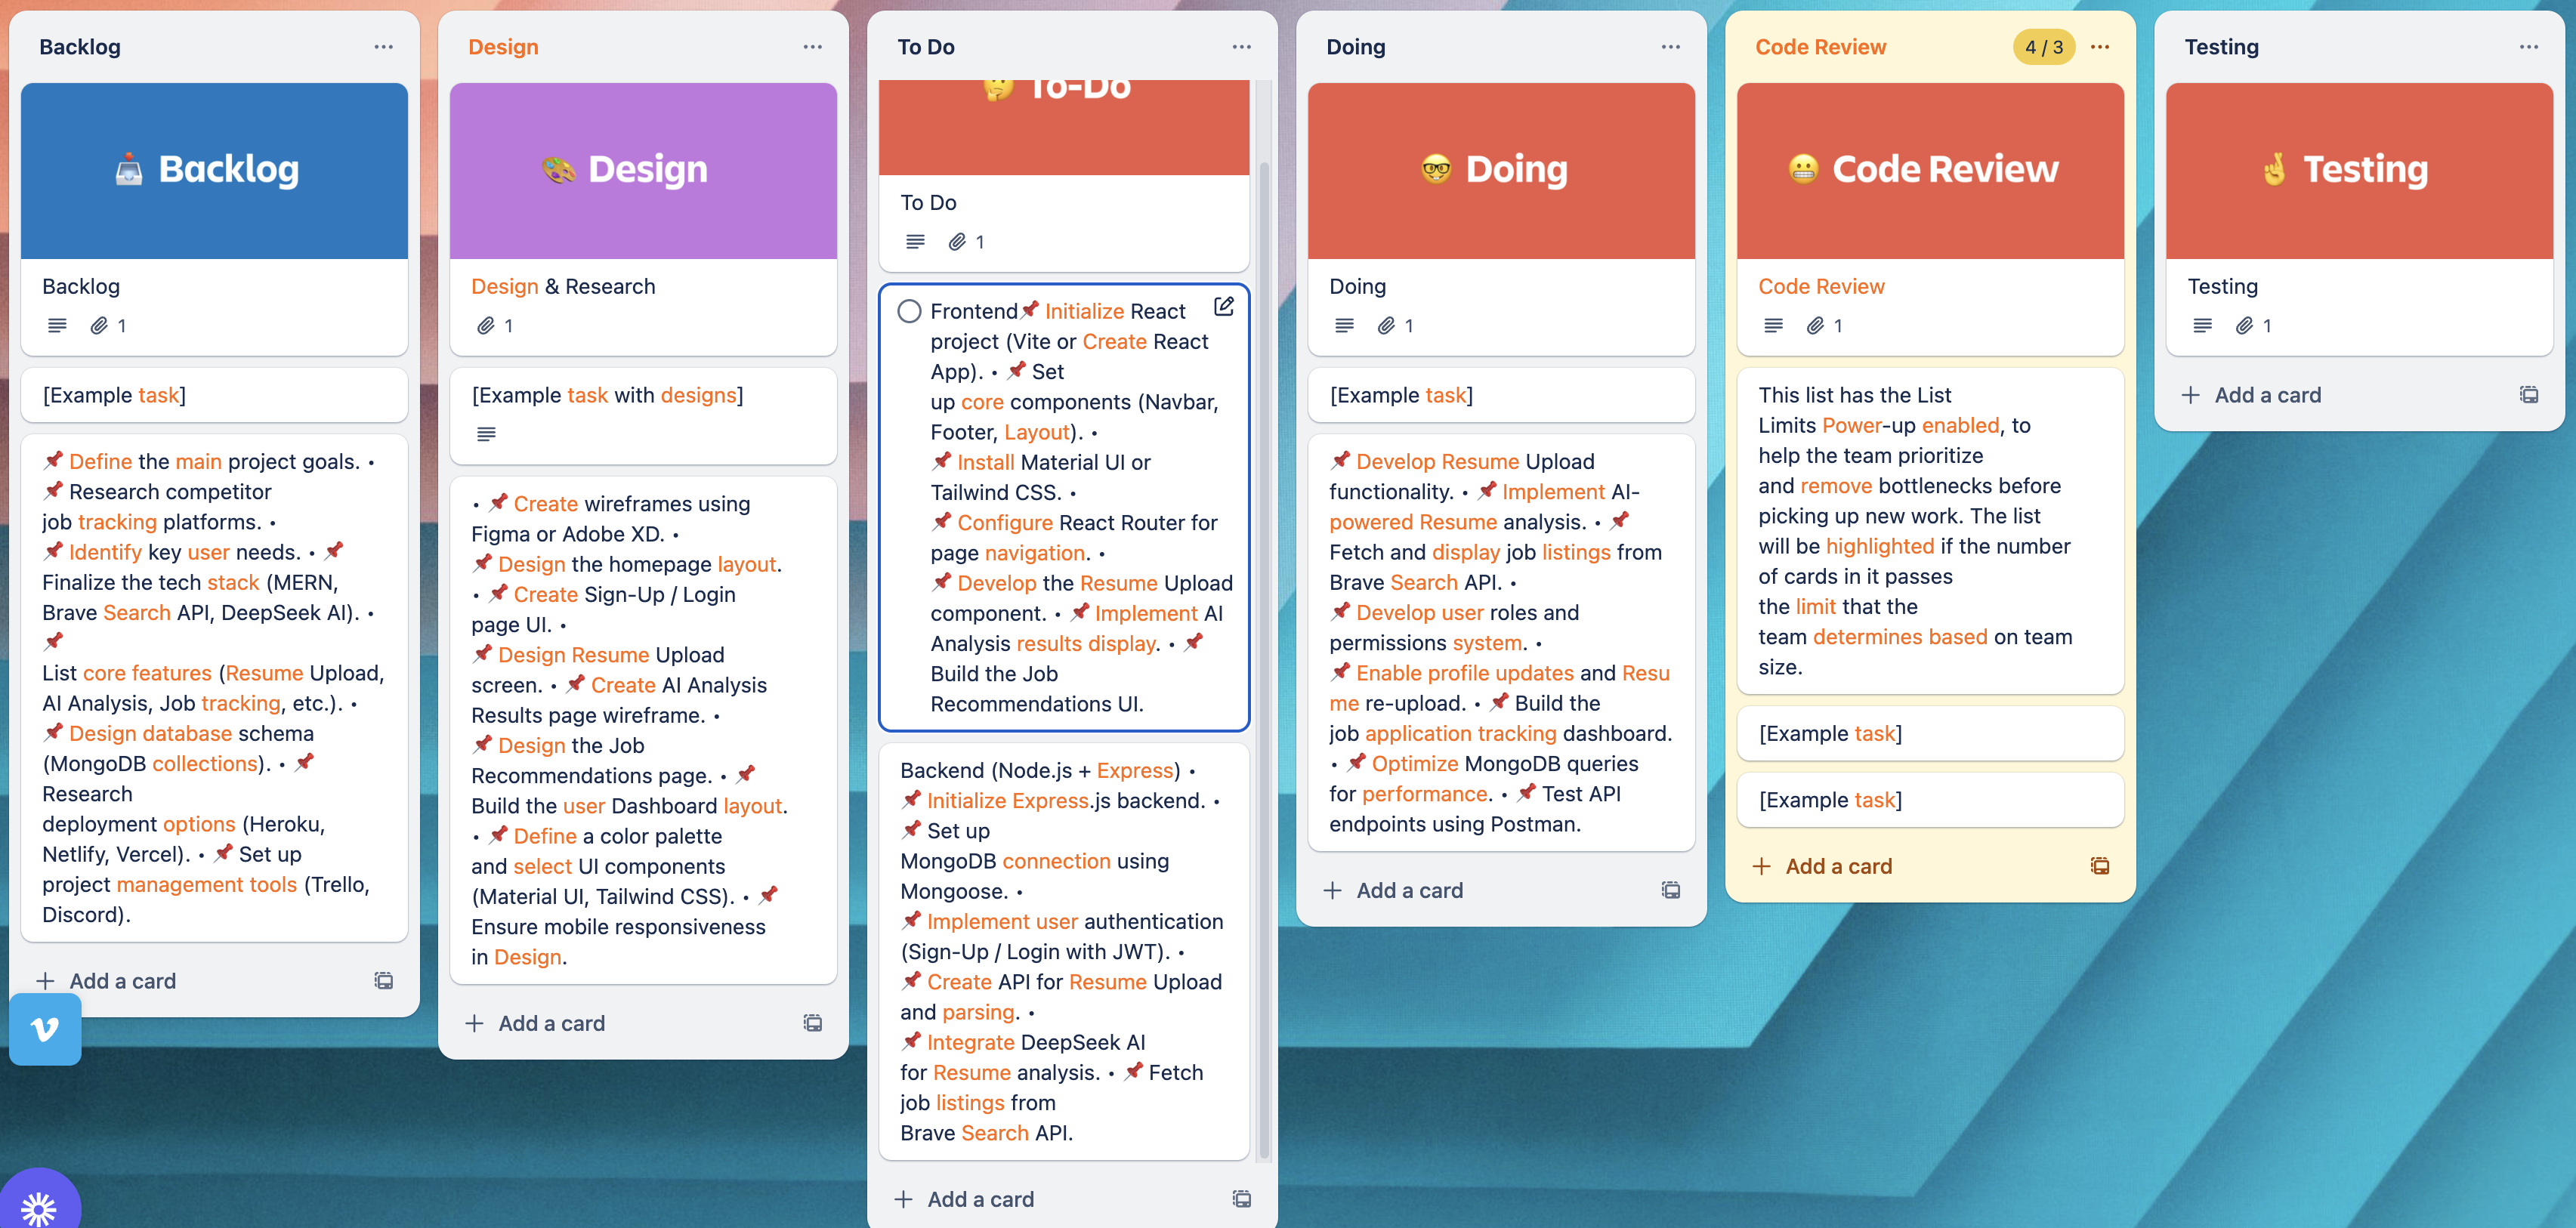 Backlog
Backlog
Backlog
1
[Example task]
📌 Define the main project goals. •
📌 Research competitor
job tracking platforms. •
📌 Identify key user needs. • 📌
Finalize the tech stack (MERN,
Brave Search API, DeepSeek AI). •
📌
List core features (Resume Upload,
AI Analysis, Job tracking, etc.). •
📌 Design database schema
(MongoDB collections). • 📌
Research
deployment options (Heroku,
Netlify, Vercel). • 📌 Set up
project management tools (Trello,
Discord).
+ Add a card
Design
Design
Design & Research
1
[Example task with designs]
• 📌 Create wireframes using
Figma or Adobe XD. •
📌 Design the homepage layout.
• 📌 Create Sign-Up / Login
page UI. •
📌 Design Resume Upload
screen. • 📌 Create AI Analysis
Results page wireframe. •
📌 Design the Job
Recommendations page. • 📌
Build the user Dashboard layout.
• 📌 Define a color palette
and select UI components
(Material UI, Tailwind CSS). • 📌
Ensure mobile responsiveness
in Design.
+ Add a card
To Do
To-Do
To Do
1
Frontend📌 Initialize React
project (Vite or Create React
App). • 📌 Set
up core components (Navbar,
Footer, Layout). •
📌 Install Material UI or
Tailwind CSS. •
📌 Configure React Router for
page navigation. •
📌 Develop the Resume Upload
component. • 📌 Implement AI
Analysis results display. • 📌
Build the Job
Recommendations UI.
Backend (Node.js + Express) •
📌 Initialize Express.js backend. •
📌 Set up
MongoDB connection using
Mongoose. •
📌 Implement user authentication
(Sign-Up / Login with JWT). •
📌 Create API for Resume Upload
and parsing. •
📌 Integrate DeepSeek AI
for Resume analysis. • 📌 Fetch
job listings from
Brave Search API.
+ Add a card
Doing
Doing
Doing
1
[Example task]
📌 Develop Resume Upload
functionality. • 📌 Implement AI-
powered Resume analysis. • 📌
Fetch and display job listings from
Brave Search API. •
📌 Develop user roles and
permissions system. •
📌 Enable profile updates and Resu
me re-upload. • 📌 Build the
job application tracking dashboard.
• 📌 Optimize MongoDB queries
for performance. • 📌 Test API
endpoints using Postman.
+ Add a card
Code Review
4 / 3
Code Review
Code Review
1
This list has the List
Limits Power-up enabled, to
help the team prioritize
and remove bottlenecks before
picking up new work. The list
will be highlighted if the number
of cards in it passes
the limit that the
team determines based on team
size.
[Example task]
[Example task]
+ Add a card
Testing
Testing
Testing
1
+ Add a card